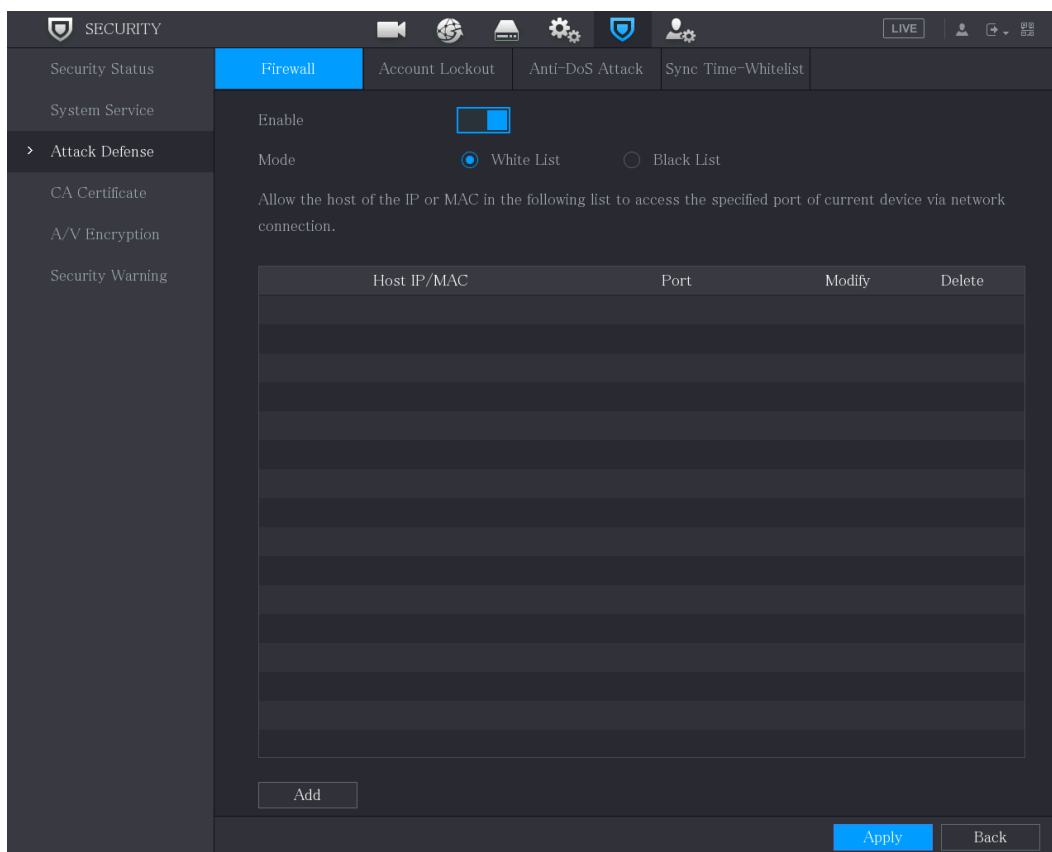 SECURITY
LIVE
Security Status
System Service
Attack Defense
CA Certificate
A/V Encryption
Security Warning
Firewall Account Lockout Anti-DoS Attack Sync Time-Whitelist
Enable
Mode White List Black List
Allow the host of the IP or MAC in the following list to access the specified port of current device via network
connection.
Host IP/MAC Port Modify Delete
Add
Apply Back